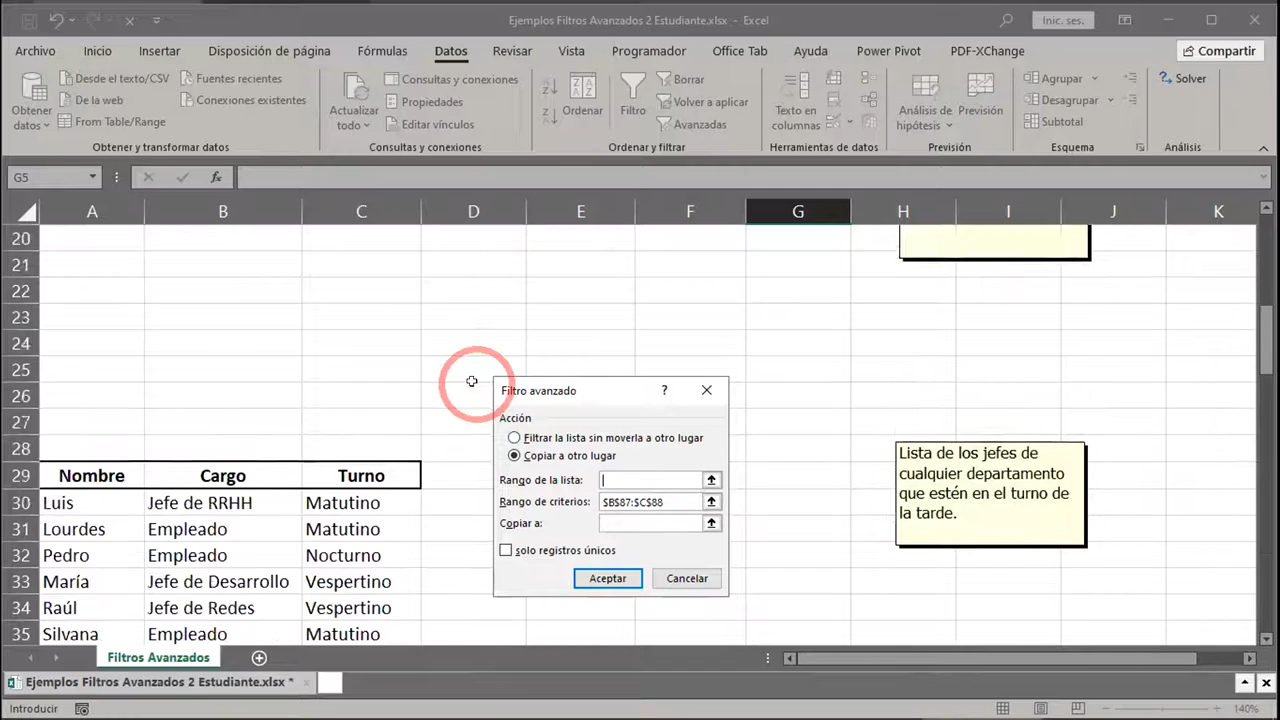 Ejemplos Filtros Avanzados 2 Estudiante.xlsx - Excel
Inic. ses.
Archivo Inicio Insertar Disposición de página Fórmulas Datos Revisar Vista Programador Office Tab Ayuda Power Pivot PDF-XChange Compartir
Obtener datos
Desde el texto/CSV
De la web
From Table/Range
Fuentes recientes
Conexiones existentes
Obtener y transformar datos
Actualizar todo
Consultas y conexiones
Propiedades
Editar vínculos
Consultas y conexiones
Ordenar
Filtro
Borrar
Volver a aplicar
Avanzadas
Ordenar y filtrar
Texto en columnas
Herramientas de datos
Análisis de hipótesis
Previsión
Previsión
Agrupar
Desagrupar
Subtotal
Esquema
Solver
Análisis
G5
fx
A B C D E F G H I J K
20
21
22
23
24
25
26
27
28
29 Nombre Cargo Turno
30 Luis Jefe de RRHH Matutino
31 Lourdes Empleado Matutino
32 Pedro Empleado Nocturno
33 María Jefe de Desarrollo Vespertino
34 Raúl Jefe de Redes Vespertino
35 Silvana Empleado Matutino
Filtro avanzado
?
Acción
Filtrar la lista sin moverla a otro lugar
Copiar a otro lugar
Rango de la lista:
Rango de criterios: $B$87:$C$88
Copiar a:
Solo registros únicos
Aceptar Cancelar
Lista de los jefes de
cualquier departamento
que estén en el turno de
la tarde.
Filtros Avanzados
Ejemplos Filtros Avanzados 2 Estudiante.xlsx *
Introducir
140%